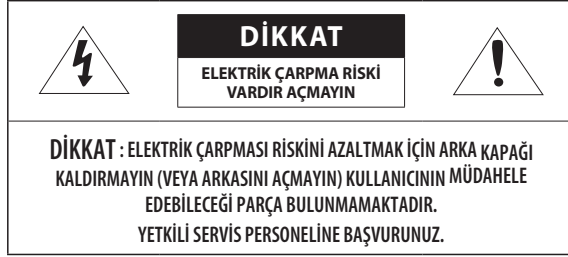 DİKKAT
ELEKTRİK ÇARPMA RİSKİ
VARDIR AÇMAYIN
DİKKAT : ELEKTRİK ÇARPMASI RİSKİNİ AZALTMAK İÇİN ARKA KAPAĞI
KALDIRMAYIN (VEYA ARKASINI AÇMAYIN) KULLANICININ MÜDAHELE
EDEBİLECEĞİ PARÇA BULUNMAMAKTADIR.
YETKİLİ SERVİS PERSONELİNE BAŞVURUNUZ.